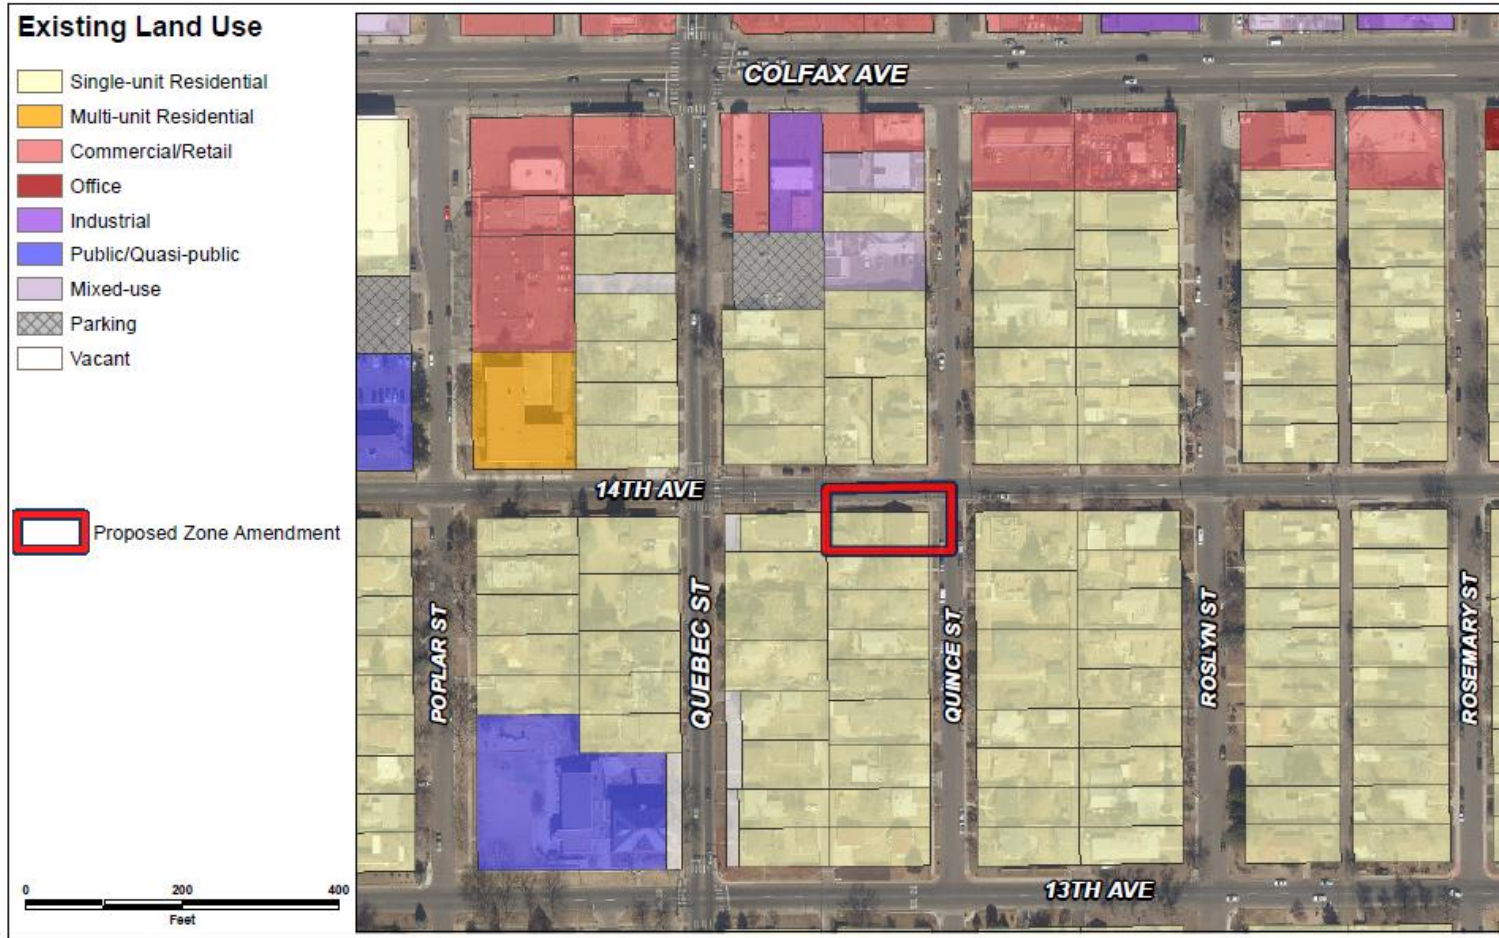 Existing Land Use
Single-unit Residential
Multi-unit Residential
Commercial/Retail
Office
Industrial
Public/Quasi-public
Mixed-use
Parking
Vacant
Proposed Zone Amendment
0 200 400
Feet
COLFAX AVE
14TH AVE
POPLAR ST
QUEBEC ST
QUINCE ST
ROSLYN ST
ROSEMARY ST
13TH AVE